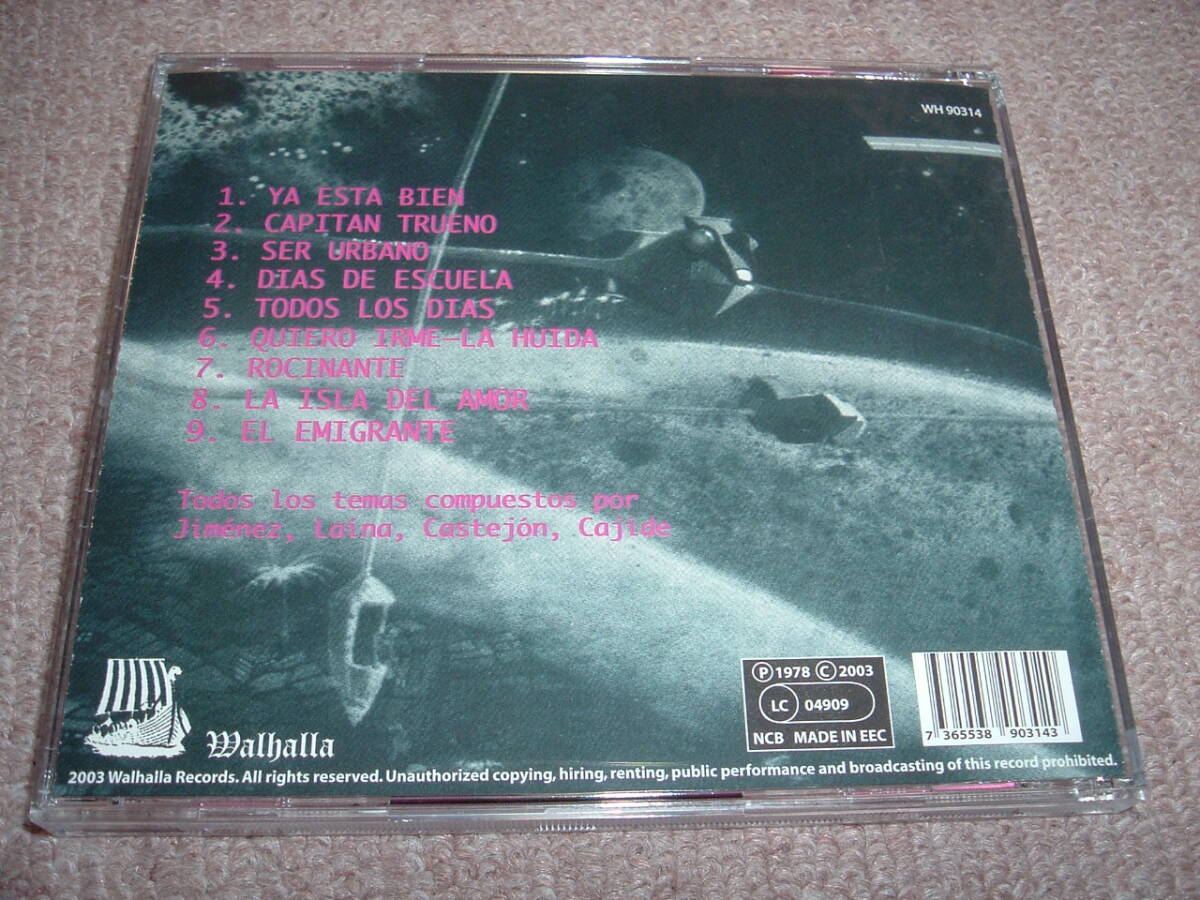 WH 90314
1. YA ESTA BIEN
2. CAPITAN TRUENO
3. SER URBANO
4. DIAS DE ESCUELA
5. TODOS LOS DIAS
6. QUIERO IRME-LA HUIDA
7. ROCINANTE
8. LA ISLA DEL AMOR
9. EL EMIGRANTE
Todos los temas compuestos por
Jiménez, Laina, Castejón, Cajide
Walhalla
Ⓟ 1978 Ⓒ 2003
LC 04909
NCB MADE IN EEC
7 365538 903143
2003 Walhalla Records. All rights reserved. Unauthorized copying, hiring, renting, public performance and broadcasting of this record prohibited.